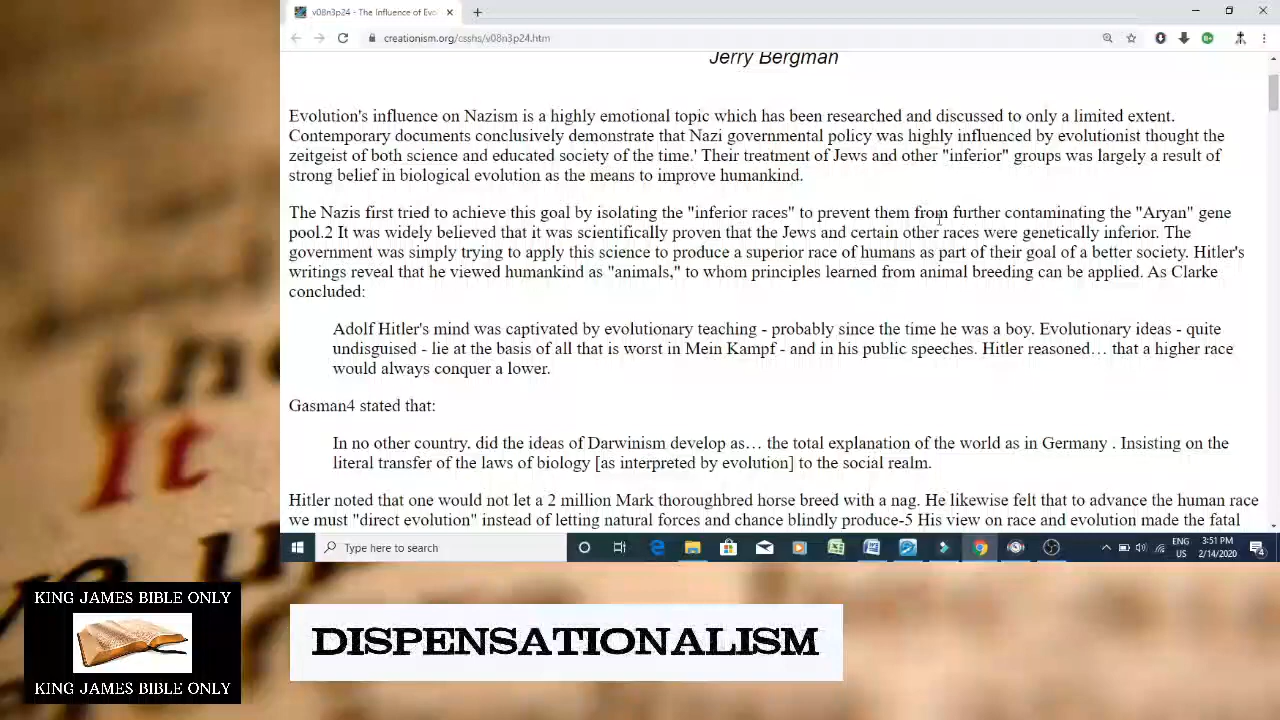 v08n3p24 - The Influence of Evo
creationism.org/csshs/v08n3p24.htm
Jerry Bergman
Evolution's influence on Nazism is a highly emotional topic which has been researched and discussed to only a limited extent.
Contemporary documents conclusively demonstrate that Nazi governmental policy was highly influenced by evolutionist thought the
zeitgeist of both science and educated society of the time.' Their treatment of Jews and other "inferior" groups was largely a result of
strong belief in biological evolution as the means to improve humankind.
The Nazis first tried to achieve this goal by isolating the "inferior races" to prevent them from further contaminating the "Aryan" gene
pool.2 It was widely believed that it was scientifically proven that the Jews and certain other races were genetically inferior. The
government was simply trying to apply this science to produce a superior race of humans as part of their goal of a better society. Hitler's
writings reveal that he viewed humankind as "animals," to whom principles learned from animal breeding can be applied. As Clarke
concluded:
Adolf Hitler's mind was captivated by evolutionary teaching - probably since the time he was a boy. Evolutionary ideas - quite
undisguised - lie at the basis of all that is worst in Mein Kampf - and in his public speeches. Hitler reasoned… that a higher race
would always conquer a lower.
Gasman4 stated that:
In no other country. did the ideas of Darwinism develop as… the total explanation of the world as in Germany . Insisting on the
literal transfer of the laws of biology [as interpreted by evolution] to the social realm.
Hitler noted that one would not let a 2 million Mark thoroughbred horse breed with a nag. He likewise felt that to advance the human race
we must "direct evolution" instead of letting natural forces and chance blindly produce-5 His view on race and evolution made the fatal
Type here to search
ENG
US
3:51 PM
2/14/2020
4
It
KING JAMES BIBLE ONLY
KING JAMES BIBLE ONLY
DISPENSATIONALISM